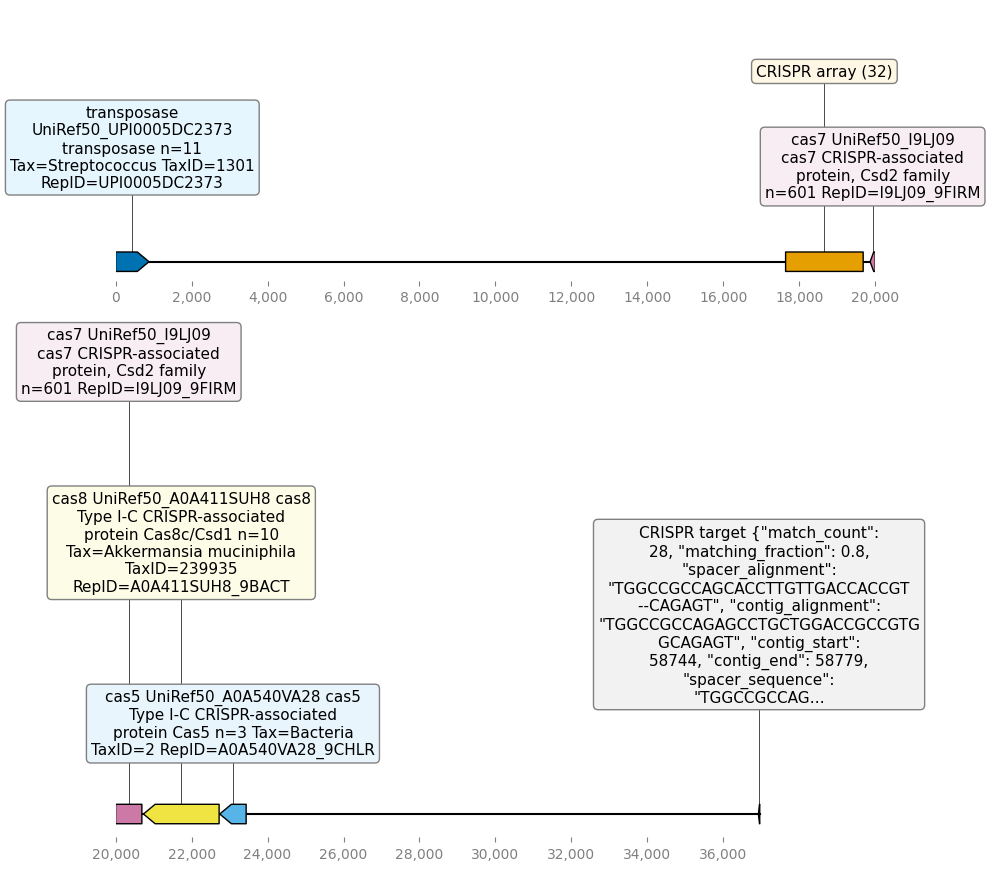 CRISPR array (32)
transposase
UniRef50_UPI0005DC2373
transposase n=11
Tax=Streptococcus TaxID=1301
RepID=UPI0005DC2373
cas7 UniRef50_I9LJ09
cas7 CRISPR-associated
protein, Csd2 family
n=601 RepID=I9LJ09_9FIRM
0 2,000 4,000 6,000 8,000 10,000 12,000 14,000 16,000 18,000 20,000
cas7 UniRef50_I9LJ09
cas7 CRISPR-associated
protein, Csd2 family
n=601 RepID=I9LJ09_9FIRM
cas8 UniRef50_A0A411SUH8 cas8
Type I-C CRISPR-associated
protein Cas8c/Csd1 n=10
Tax=Akkermansia muciniphila
TaxID=239935
RepID=A0A411SUH8_9BACT
CRISPR target {"match_count":
28, "matching_fraction": 0.8,
"spacer_alignment":
"TGGCCGCCAGCACCTTGTTGACCACCGT
--CAGAGT", "contig_alignment":
"TGGCCGCCAGAGCCTGCTGGACCGCCGTG
GCAGAGT", "contig_start":
58744, "contig_end": 58779,
"spacer_sequence":
"TGGCCGCCAG...
cas5 UniRef50_A0A540VA28 cas5
Type I-C CRISPR-associated
protein Cas5 n=3 Tax=Bacteria
TaxID=2 RepID=A0A540VA28_9CHLR
20,000 22,000 24,000 26,000 28,000 30,000 32,000 34,000 36,000